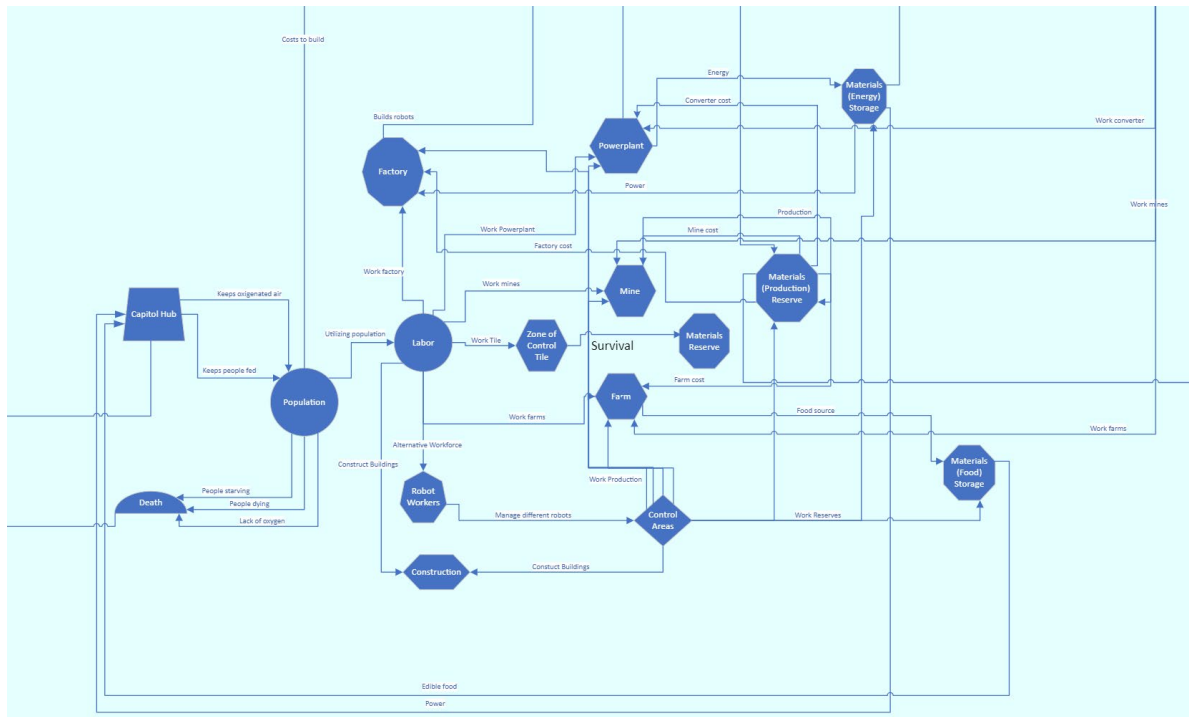 Costs to build
Energy
Materials
(Energy)
Storage
Converter cost
Builds robots
Work converter
Powerplant
Factory
Power
Work mines
Production
Work Powerplant
Mine cost
Factory cost
Work factory
Materials
(Production)
Reserve
Keeps oxigenated air
Work mines
Mine
Capitol Hub
Utilizing population
Labor
Work Tile
Zone of
Control
Tile
Survival
Materials
Reserve
Keeps people fed
Farm cost
Population
Farm
Food source
Work farms
Work farms
Alternative Workforce
Construct Buildings
Materials
(Food)
Storage
Work Production
People starving
Robot
Workers
Death
People dying
Lack of oxygen
Manage different robots
Control
Areas
Work Reserves
Construction
Constuct Buildings
Edible food
Power